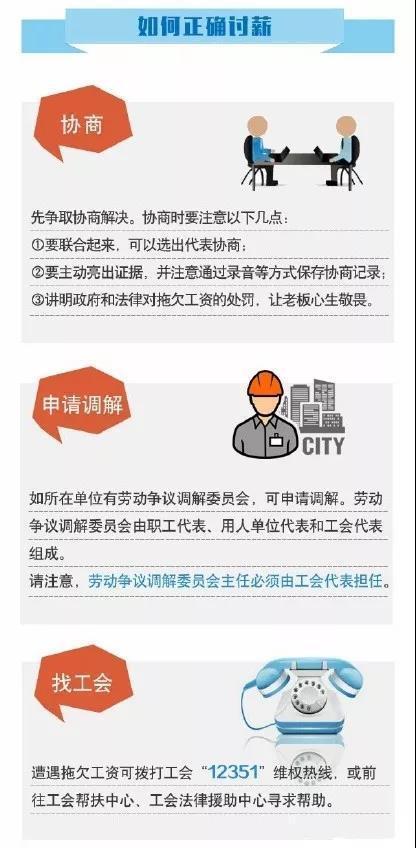 如何正确讨薪
协商
先争取协商解决。协商时要注意以下几点：
①要联合起来，可以选出代表协商；
②要主动亮出证据，并注意通过录音等方式保存协商记录；
③讲明政府和法律对拖欠工资的处罚，让老板心生敬畏。
申请调解
CITY
如所在单位有劳动争议调解委员会，可申请调解。劳动
争议调解委员会由职工代表、用人单位代表和工会代表
组成。
请注意，劳动争议调解委员会主任必须由工会代表担任。
找工会
遭遇拖欠工资可拨打工会“12351”维权热线，或前
往工会帮扶中心、工会法律援助中心寻求帮助。